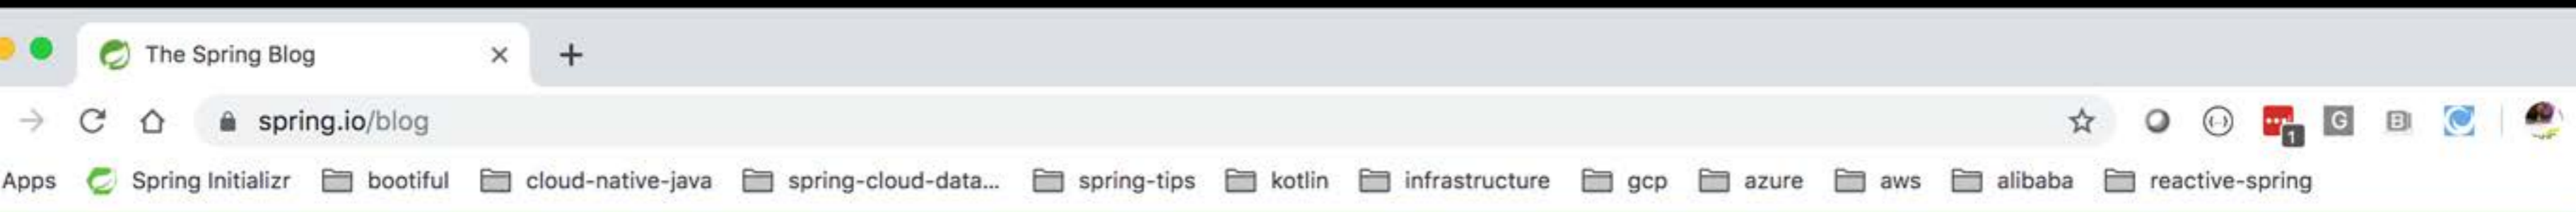 The Spring Blog
spring.io/blog
1 G B
Apps Spring Initializr bootiful cloud-native-java spring-cloud-data... spring-tips kotlin infrastructure gcp azure aws alibaba reactive-spring